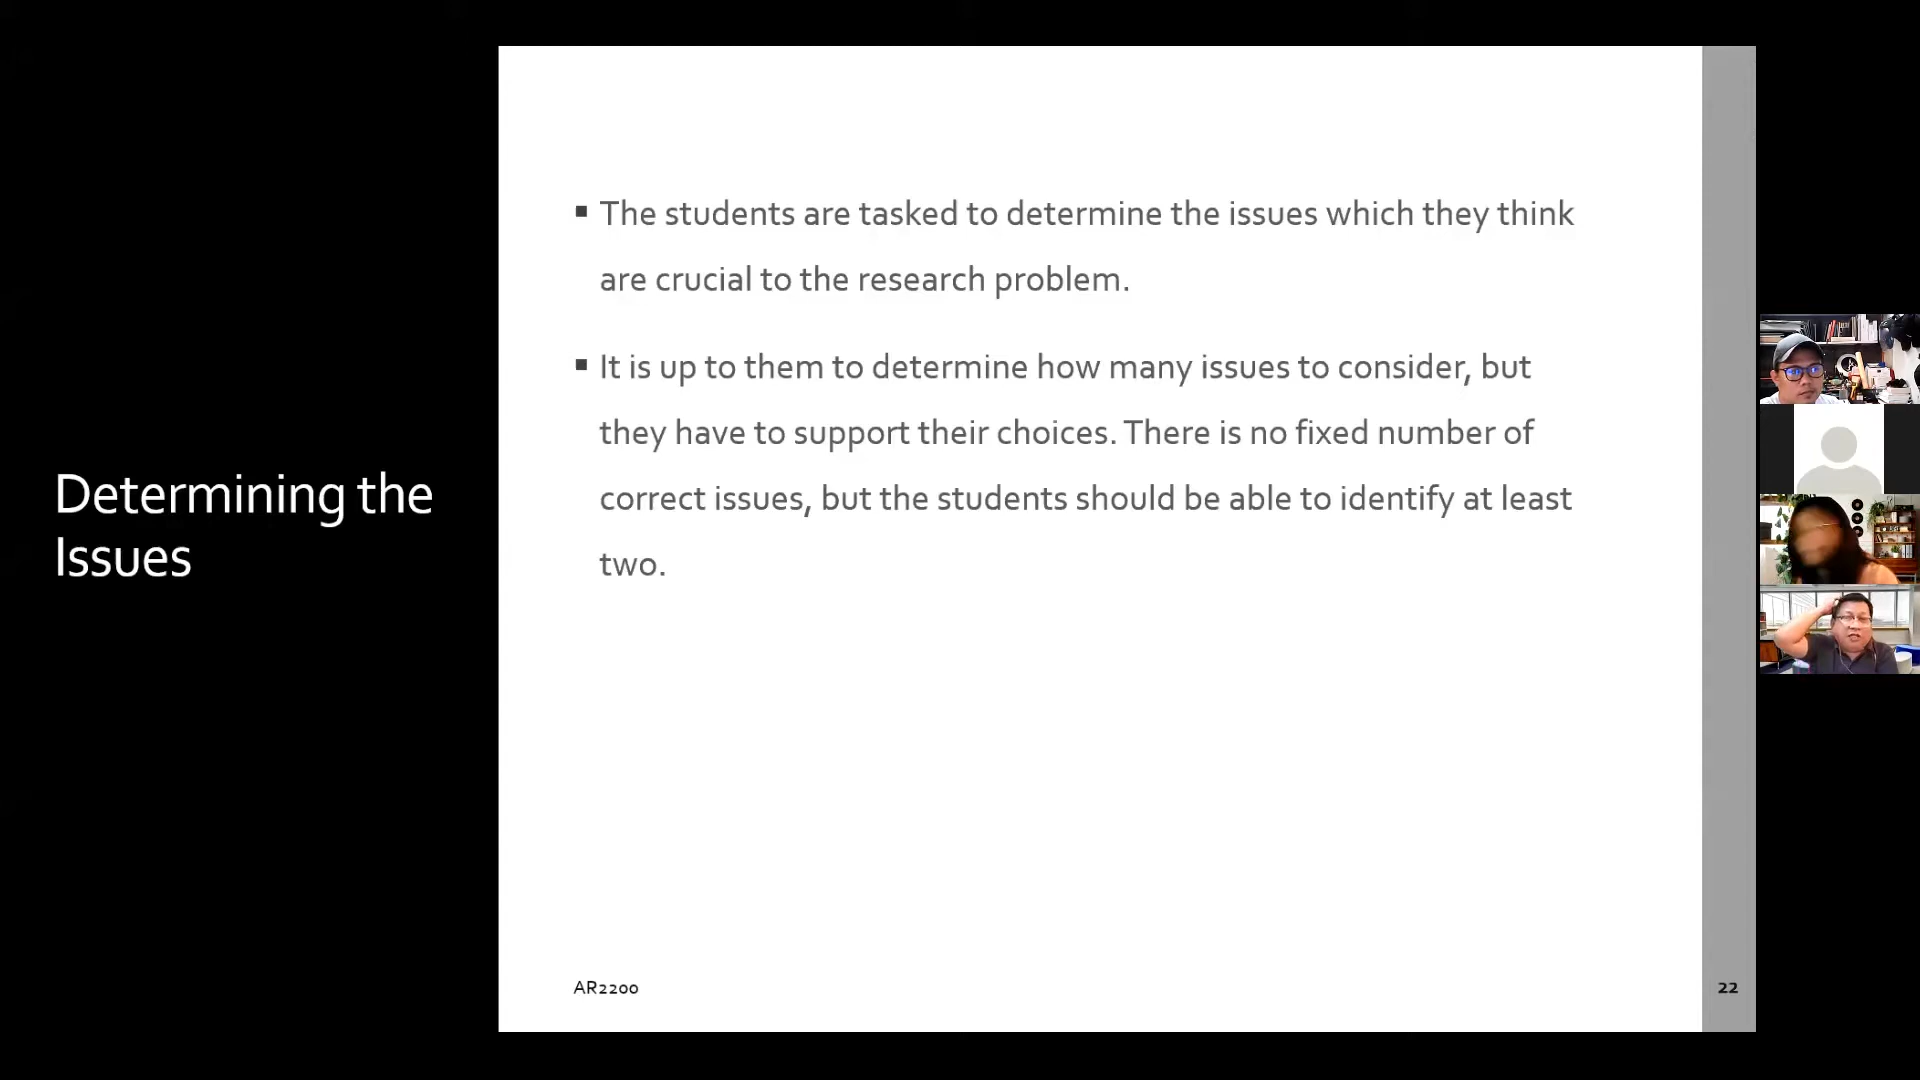 Determining the
Issues
▪ The students are tasked to determine the issues which they think
are crucial to the research problem.
▪ It is up to them to determine how many issues to consider, but
they have to support their choices. There is no fixed number of
correct issues, but the students should be able to identify at least
two.
AR2200
22